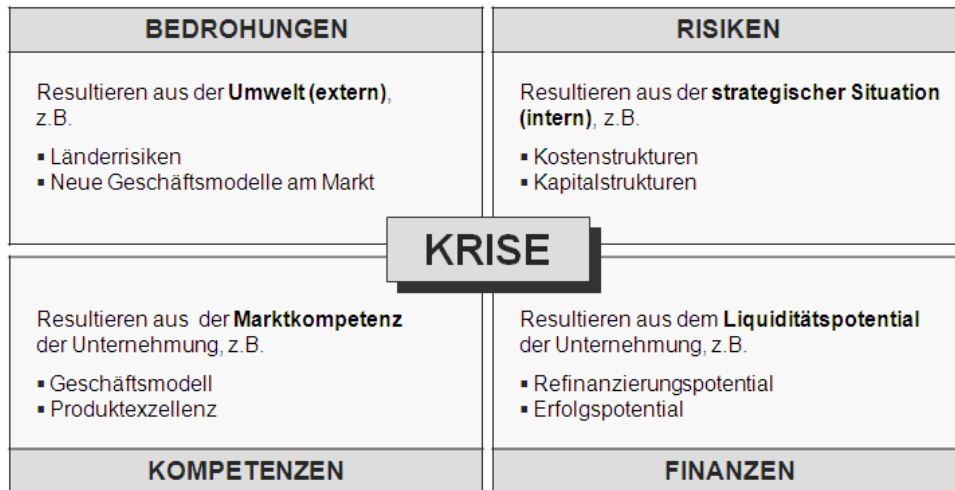 BEDROHUNGEN
Resultieren aus der Umwelt (extern),
z.B.
▪ Länderrisiken
▪ Neue Geschäftsmodelle am Markt
RISIKEN
Resultieren aus der strategischer Situation
(intern), z.B.
▪ Kostenstrukturen
▪ Kapitalstrukturen
KRISE
Resultieren aus der Marktkompetenz
der Unternehmung, z.B.
▪ Geschäftsmodell
▪ Produktexzellenz
KOMPETENZEN
Resultieren aus dem Liquiditätspotential
der Unternehmung, z.B.
▪ Refinanzierungspotential
▪ Erfolgspotential
FINANZEN